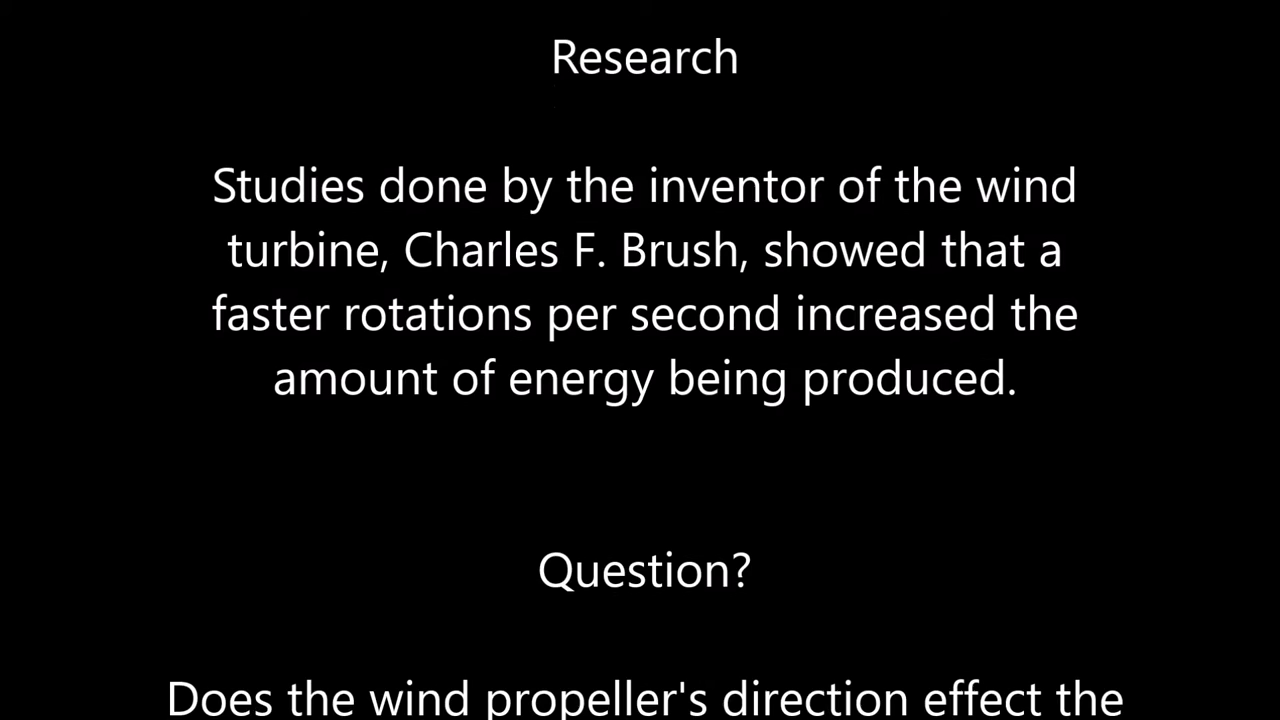 Research
Studies done by the inventor of the wind
turbine, Charles F. Brush, showed that a
faster rotations per second increased the
amount of energy being produced.
Question?
Does the wind propeller's direction effect the